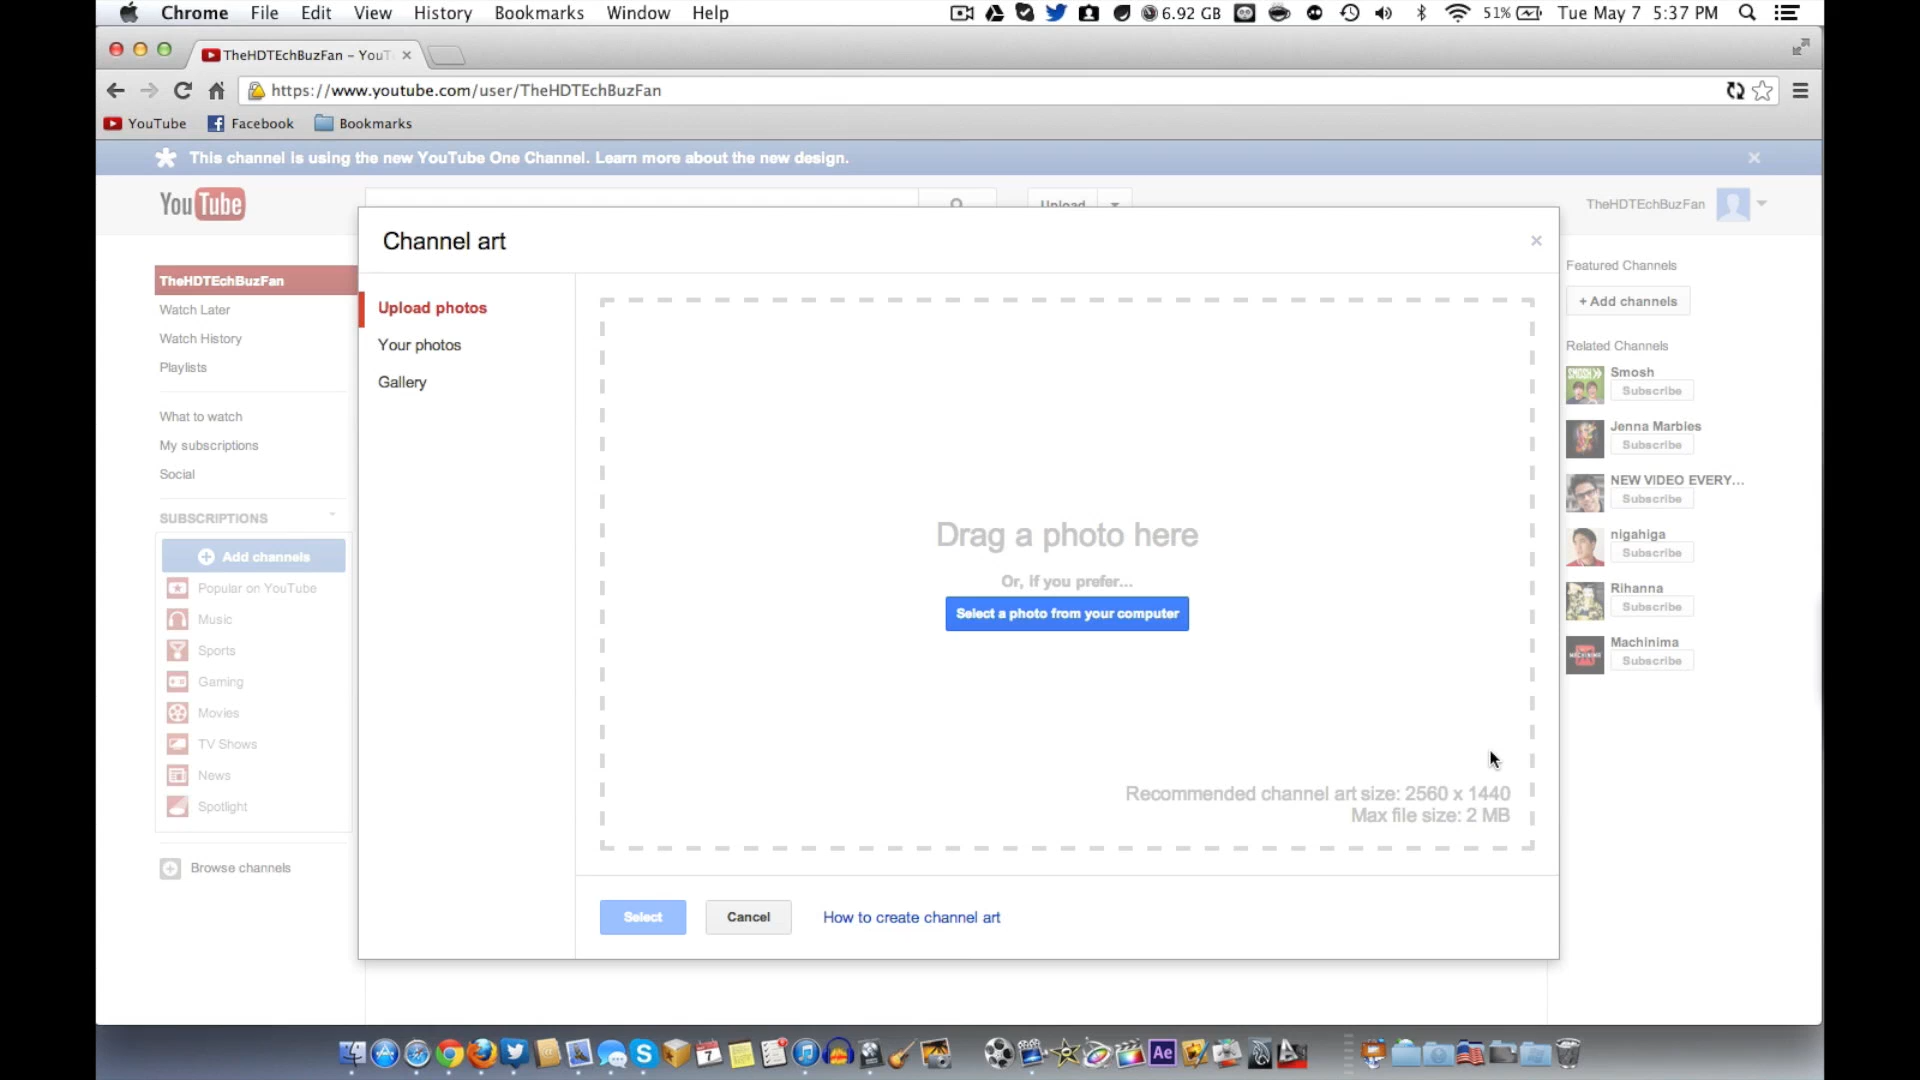 Chrome File Edit View History Bookmarks Window Help 6.92 GB 51% Tue May 7 5:37 PM
TheHDTEchBuzFan - YouT
https://www.youtube.com/user/TheHDTEchBuzFan
YouTube Facebook Bookmarks
This channel is using the new YouTube One Channel. Learn more about the new design.
YouTube Upload TheHDTEchBuzFan
Channel art
TheHDTEchBuzFan
Watch Later
Watch History
Playlists
What to watch
My subscriptions
Social
SUBSCRIPTIONS
Add channels
Popular on YouTube
Music
Sports
Gaming
Movies
TV Shows
News
Spotlight
Browse channels
Upload photos
Your photos
Gallery
Drag a photo here
Or, if you prefer...
Select a photo from your computer
Recommended channel art size: 2560 x 1440
Max file size: 2 MB
Select Cancel How to create channel art
Featured Channels
+ Add channels
Related Channels
SMOSH
Smosh
Subscribe
Jenna Marbles
Subscribe
NEW VIDEO EVERY...
Subscribe
nigahiga
Subscribe
Rihanna
Subscribe
MACHINIMA
Machinima
Subscribe
7
Ae